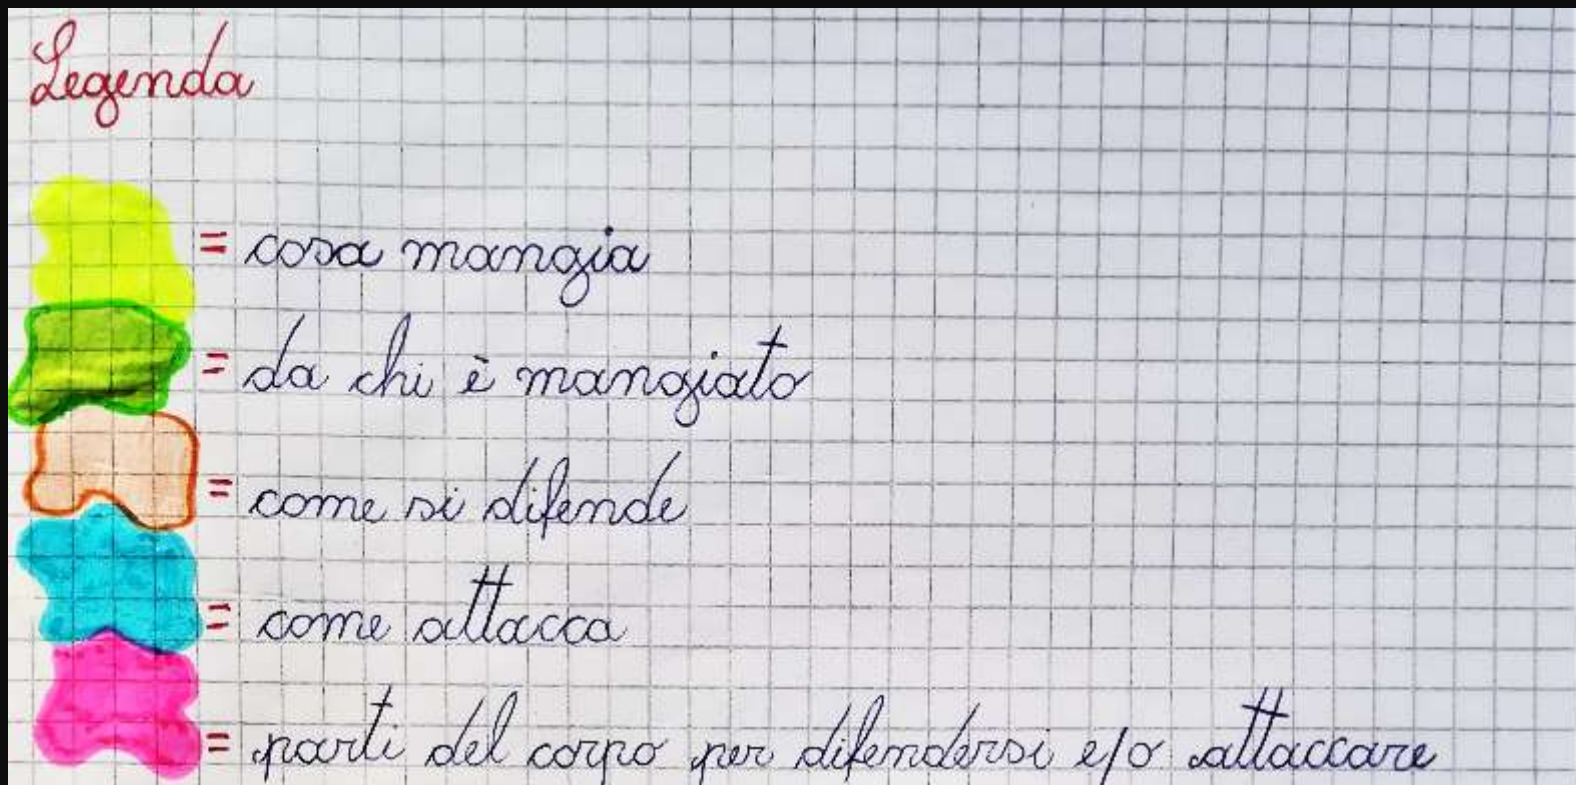 Legenda
= cosa mangia
= da chi è mangiato
= come si difende
= come attacca
= parti del corpo per difendersi e/o attaccare